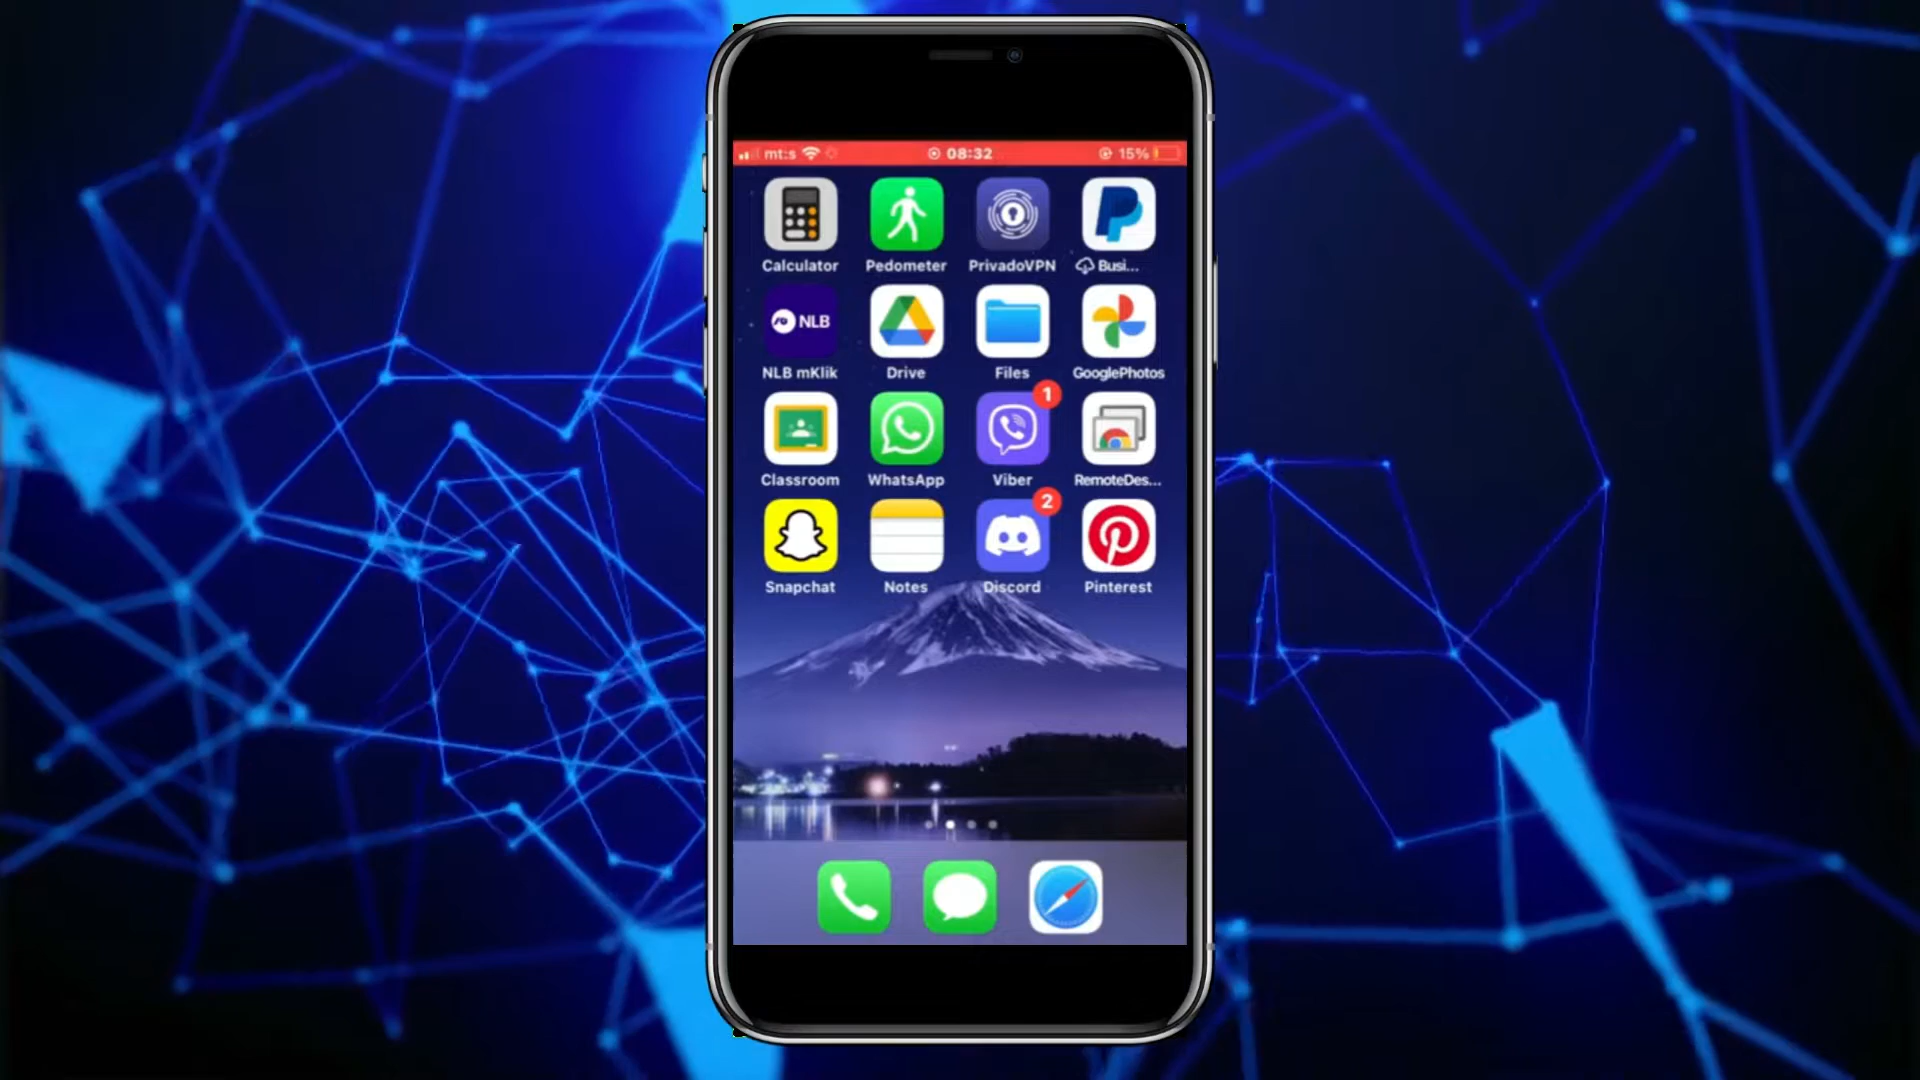 mt:s 08:32 15%
Calculator Pedometer PrivadoVPN Busi...
NLB
NLB mKlik Drive Files GooglePhotos
1
Classroom WhatsApp Viber RemoteDes...
2
Snapchat Notes Discord Pinterest